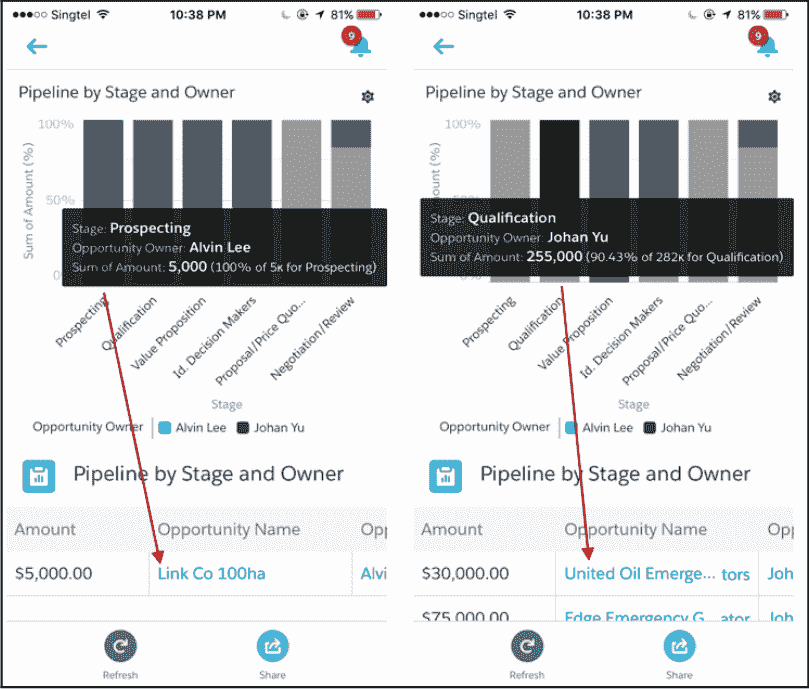 Singtel 10:38 PM 81%
9
Pipeline by Stage and Owner
100%
50%
Sum of Amount (%)
Stage: Prospecting
Opportunity Owner: Alvin Lee
Sum of Amount: 5,000 (100% of 5K for Prospecting)
Prospecting
Qualification
Value Proposition
Id. Decision Makers
Proposal/Price Quo...
Negotiation/Review
Stage
Opportunity Owner Alvin Lee Johan Yu
Pipeline by Stage and Owner
Amount Opportunity Name
$5,000.00 Link Co 100ha Alvi
Refresh Share
Singtel 10:38 PM 81%
9
Pipeline by Stage and Owner
100%
50%
Sum of Amount (%)
Stage: Qualification
Opportunity Owner: Johan Yu
Sum of Amount: 255,000 (90.43% of 282K for Qualification)
Prospecting
Qualification
Value Proposition
Id. Decision Makers
Proposal/Price Quo...
Negotiation/Review
Stage
Opportunity Owner Alvin Lee Johan Yu
Pipeline by Stage and Owner
Amount Opportunity Name Opp
$30,000.00 United Oil Emerge... tors Joh
$75,000.00 Edge Emergency G ator Joh
Refresh Share